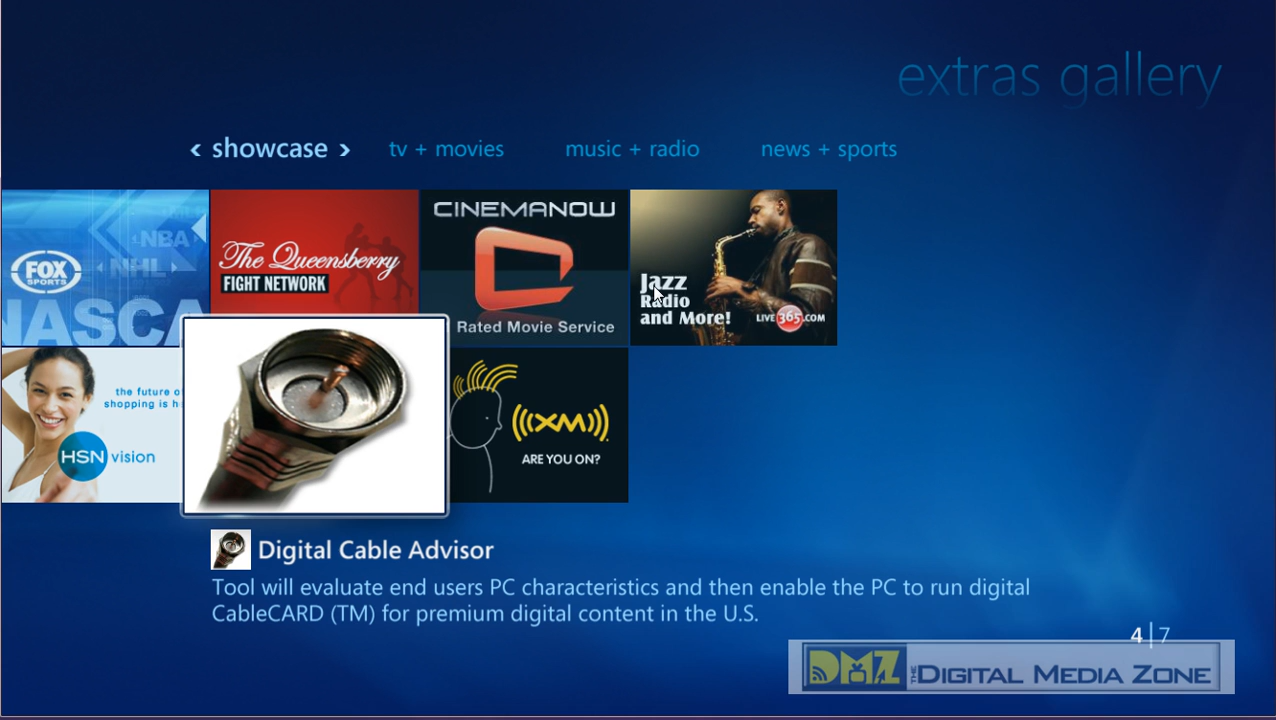 extras gallery
‹ showcase › tv + movies music + radio news + sports
NBA
NHL
FOX
SPORTS
NASCA
The Queensberry
FIGHT NETWORK
CINEMANOW
Rated Movie Service
Jazz
Radio
and More!
LIVE 365.COM
the future o
shopping is h
HSN vision
XM
ARE YOU ON?
Digital Cable Advisor
Tool will evaluate end users PC characteristics and then enable the PC to run digital
CableCARD (TM) for premium digital content in the U.S.
4|7
DMZ THE DIGITAL MEDIA ZONE